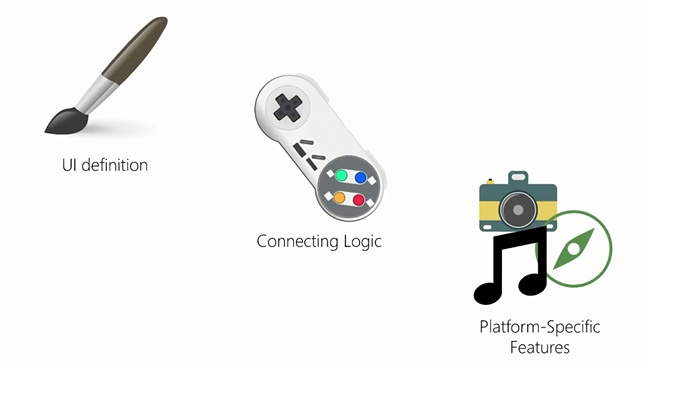 UI definition
Connecting Logic
Platform-Specific
Features